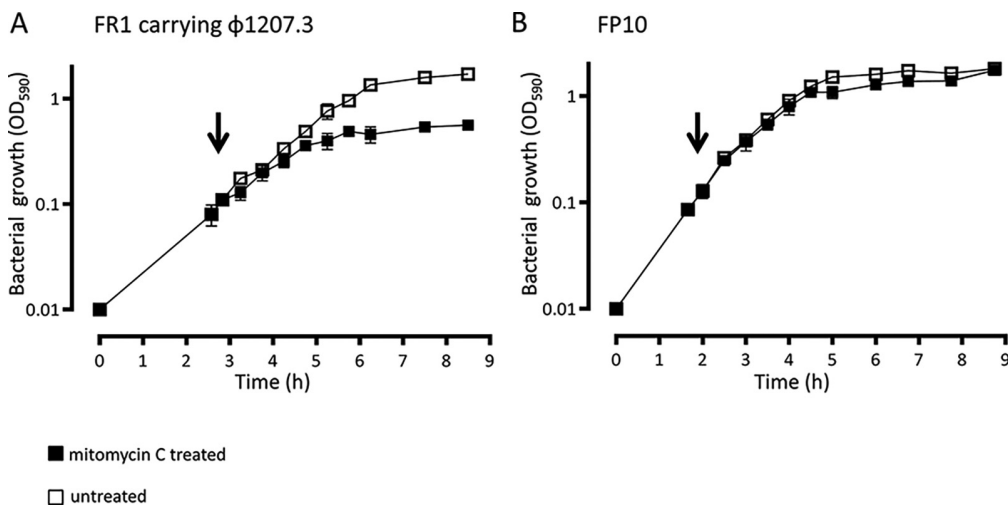 A FR1 carrying ϕ1207.3
Bacterial growth (OD590)
1
0.1
0.01
0 1 2 3 4 5 6 7 8 9
Time (h)
B FP10
Bacterial growth (OD590)
1
0.1
0.01
0 1 2 3 4 5 6 7 8 9
Time (h)
mitomycin C treated
untreated